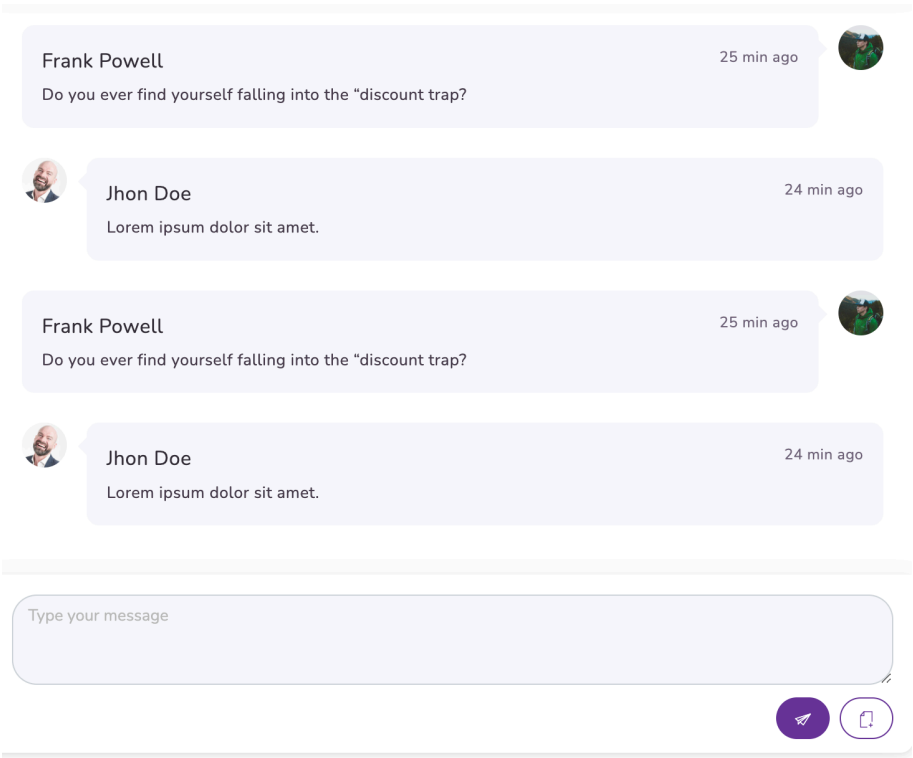 Frank Powell
25 min ago
Do you ever find yourself falling into the “discount trap?
Jhon Doe
24 min ago
Lorem ipsum dolor sit amet.
Frank Powell
25 min ago
Do you ever find yourself falling into the “discount trap?
Jhon Doe
24 min ago
Lorem ipsum dolor sit amet.
Type your message